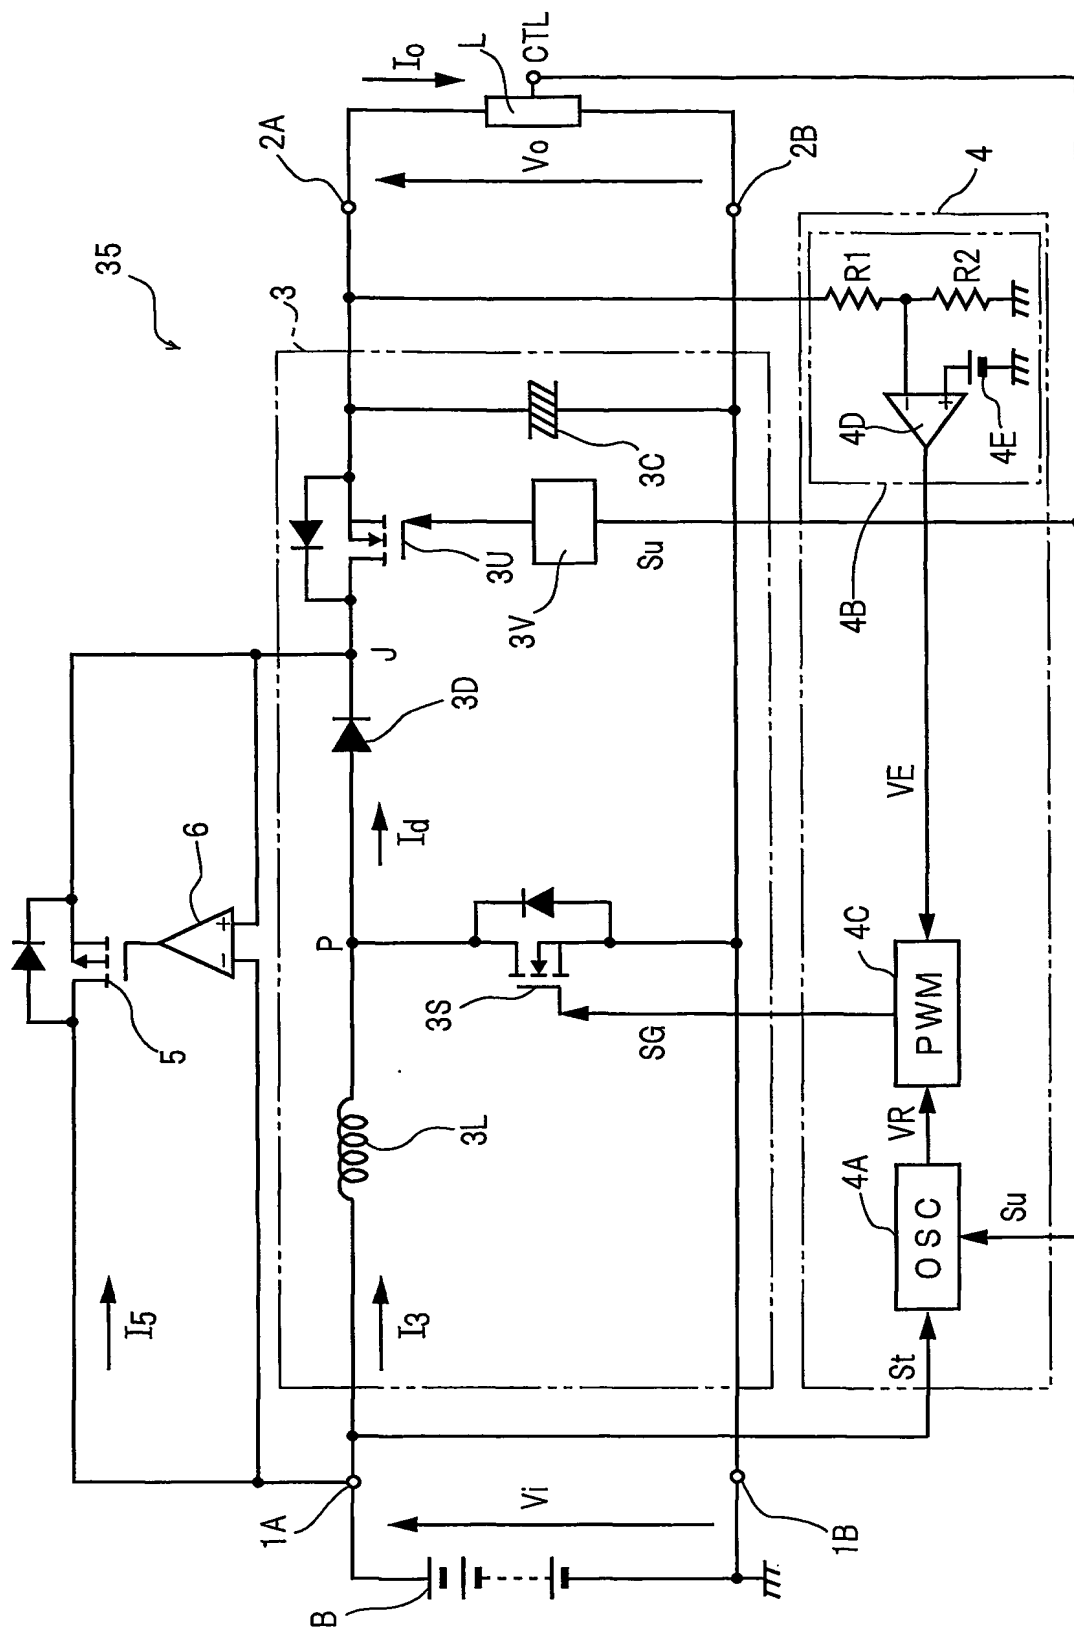 35
I5
5
6
3
1A
I3
3L
P
Id
3D
J
3U
2A
Io
L
CTL
B
Vi
3S
SG
3V
Su
3C
Vo
2B
1B
4
St
OSC
4A
Su
VR
PWM
4C
VE
4B
4D
4E
R1
R2
−
+
−
+